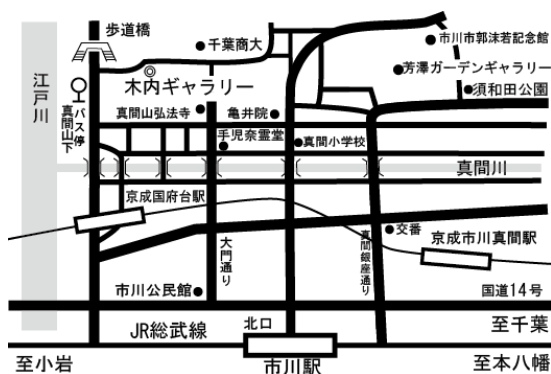 歩道橋
千葉商大
市川市郭沫若記念館
芳澤ガーデンギャラリー
須和田公園
木内ギャラリー
江戸川
バス停
真間山下
真間山弘法寺
亀井院
手児奈霊堂
真間小学校
真間川
京成国府台駅
大門通り
真間銀座通り
交番
京成市川真間駅
市川公民館
国道14号
北口
JR総武線
至千葉
至小岩
市川駅
至本八幡